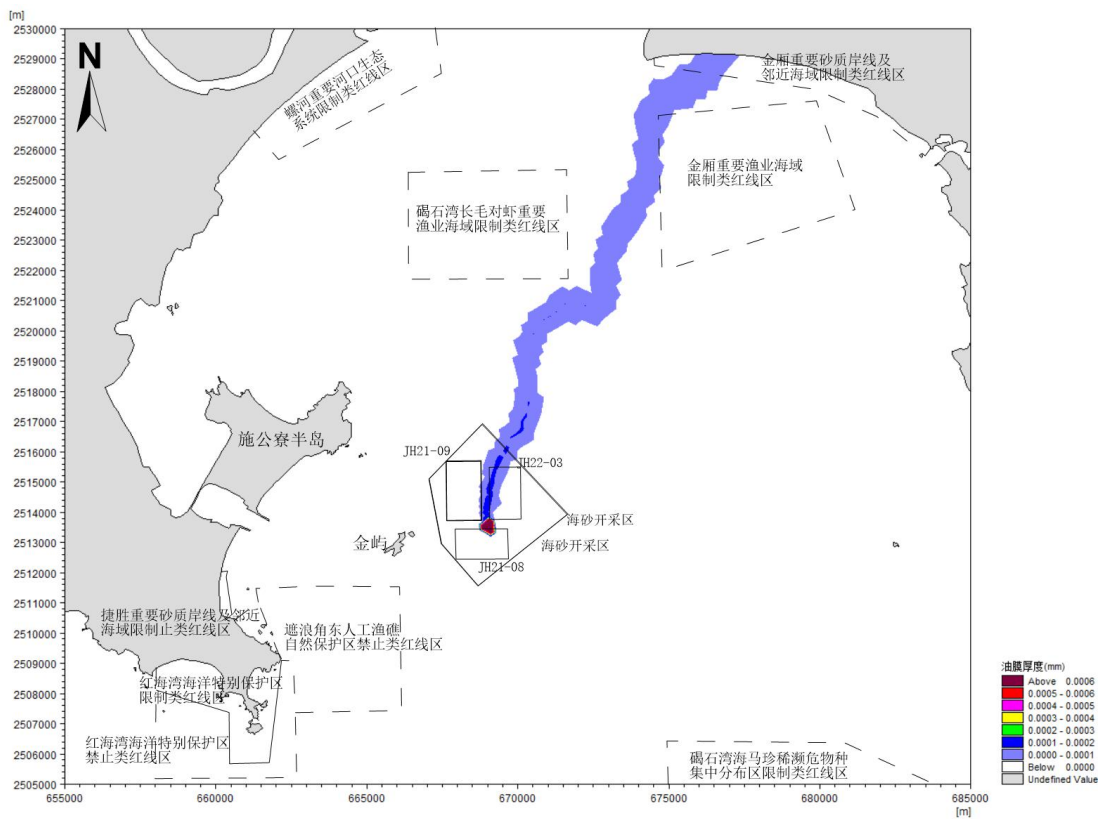 [m]
2530000
2529000
2528000
2527000
2526000
2525000
2524000
2523000
2522000
2521000
2520000
2519000
2518000
2517000
2516000
2515000
2514000
2513000
2512000
2511000
2510000
2509000
2508000
2507000
2506000
2505000
N
螺河重要河口生态
系统限制类红线区
金厢重要砂质岸线及
邻近海域限制类红线区
金厢重要渔业海域
限制类红线区
碣石湾长毛对虾重要
渔业海域限制类红线区
施公寮半岛
JH21-09
JH22-03
海砂开采区
海砂开采区
金屿
JH21-08
捷胜重要砂质岸线及邻近
海域限制止类红线区
遮浪角东人工渔礁
自然保护区禁止类红线区
红海湾海洋特别保护区
限制类红线区
红海湾海洋特别保护区
禁止类红线区
碣石湾海马珍稀濒危物种
集中分布区限制类红线区
655000
660000
665000
670000
675000
680000
685000
[m]
油膜厚度(mm)
Above 0.0006
0.0005 - 0.0006
0.0004 - 0.0005
0.0003 - 0.0004
0.0002 - 0.0003
0.0001 - 0.0002
0.0000 - 0.0001
Below 0.0000
Undefined Value